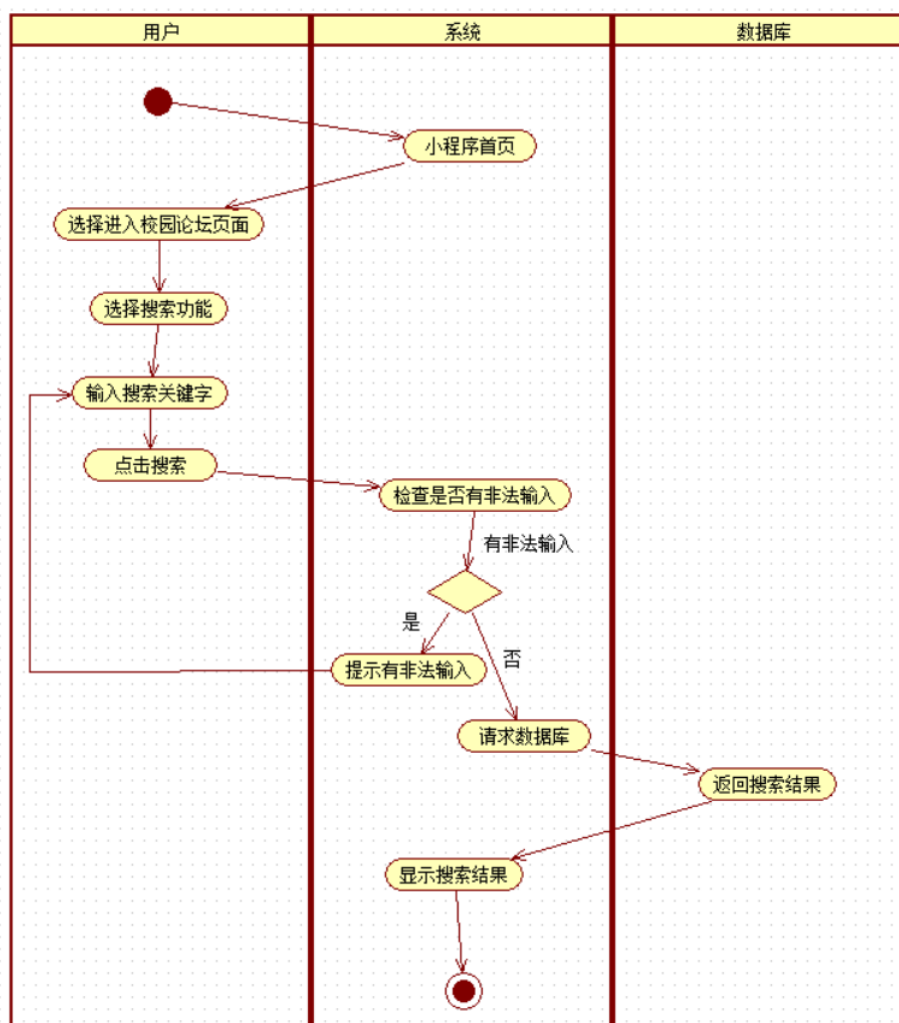 用户
系统
数据库
小程序首页
选择进入校园论坛页面
选择搜索功能
输入搜索关键字
点击搜索
检查是否有非法输入
有非法输入
是
否
提示有非法输入
请求数据库
返回搜索结果
显示搜索结果